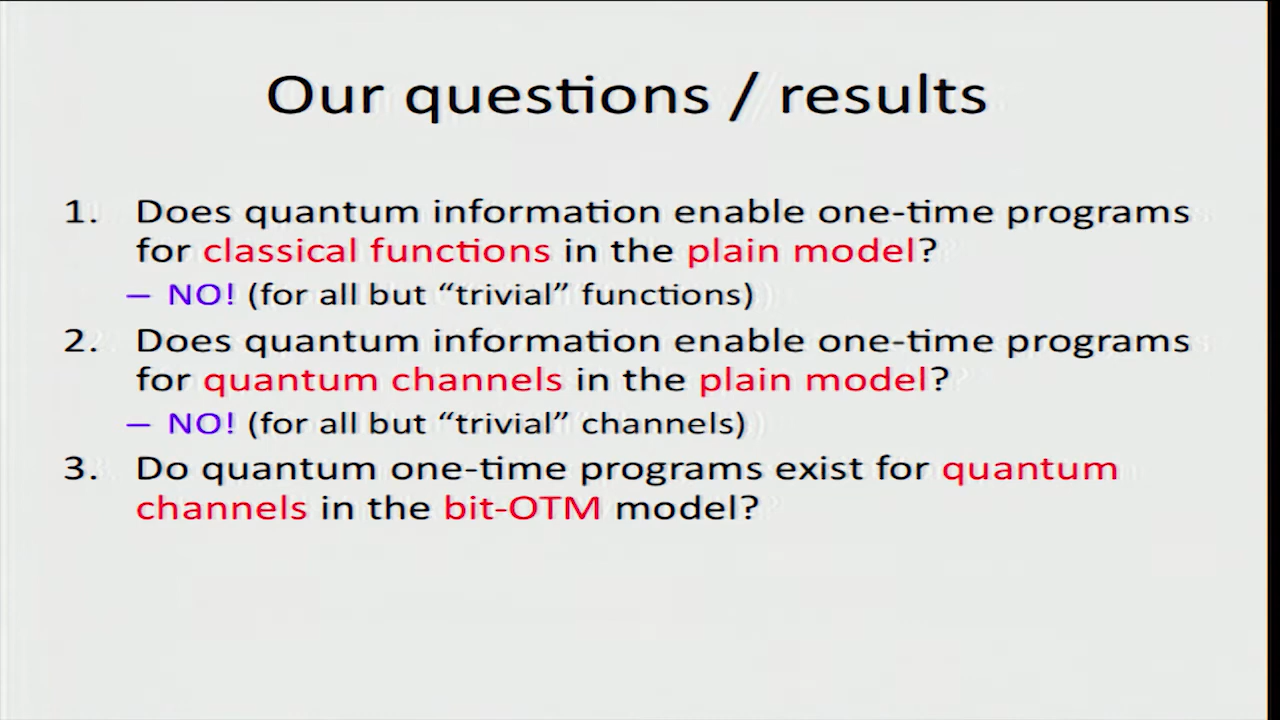 Our questions / results
1. Does quantum information enable one-time programs
for classical functions in the plain model?
– NO! (for all but “trivial” functions)
2. Does quantum information enable one-time programs
for quantum channels in the plain model?
– NO! (for all but “trivial” channels)
3. Do quantum one-time programs exist for quantum
channels in the bit-OTM model?